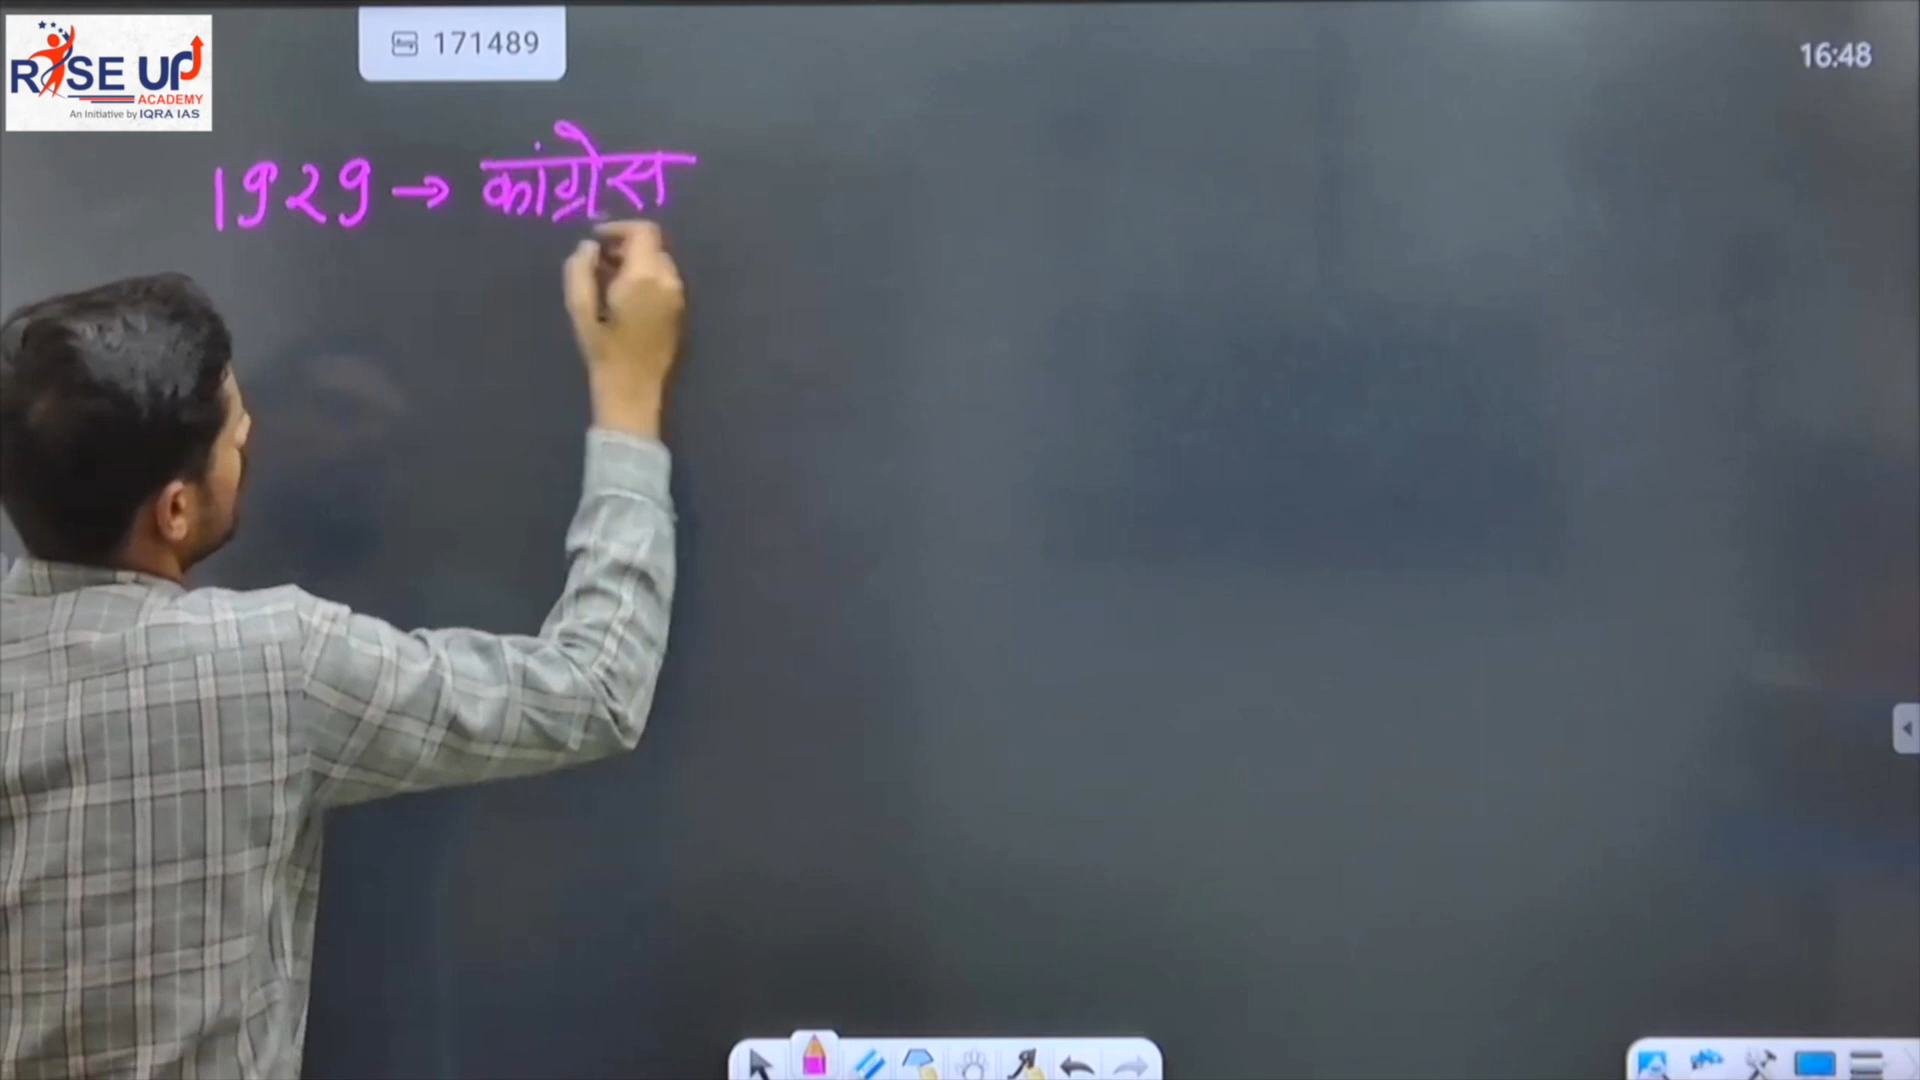 RISE UP
ACADEMY
An Initiative by IQRA IAS
171489
16:48
1929 → कांग्रेस